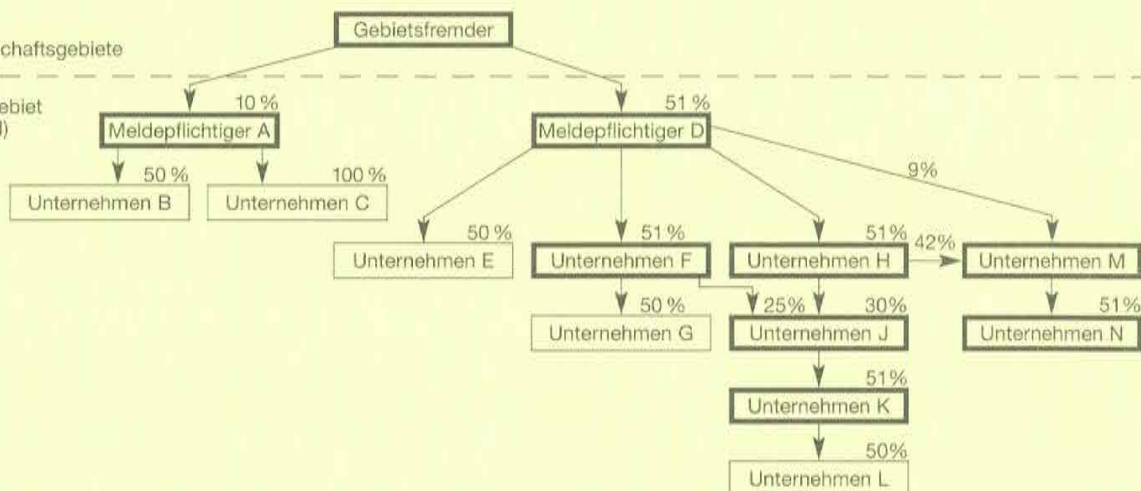 Gebietsfremder
chaftsgebiete
ebiet
10 %
51 %
Meldepflichtiger A
Meldepflichtiger D
50 %
100 %
9%
Unternehmen B
Unternehmen C
50 %
51 %
51%
42%
Unternehmen E
Unternehmen F
Unternehmen H
Unternehmen M
50 %
25%
30%
51%
Unternehmen G
Unternehmen J
Unternehmen N
51%
Unternehmen K
50%
Unternehmen L